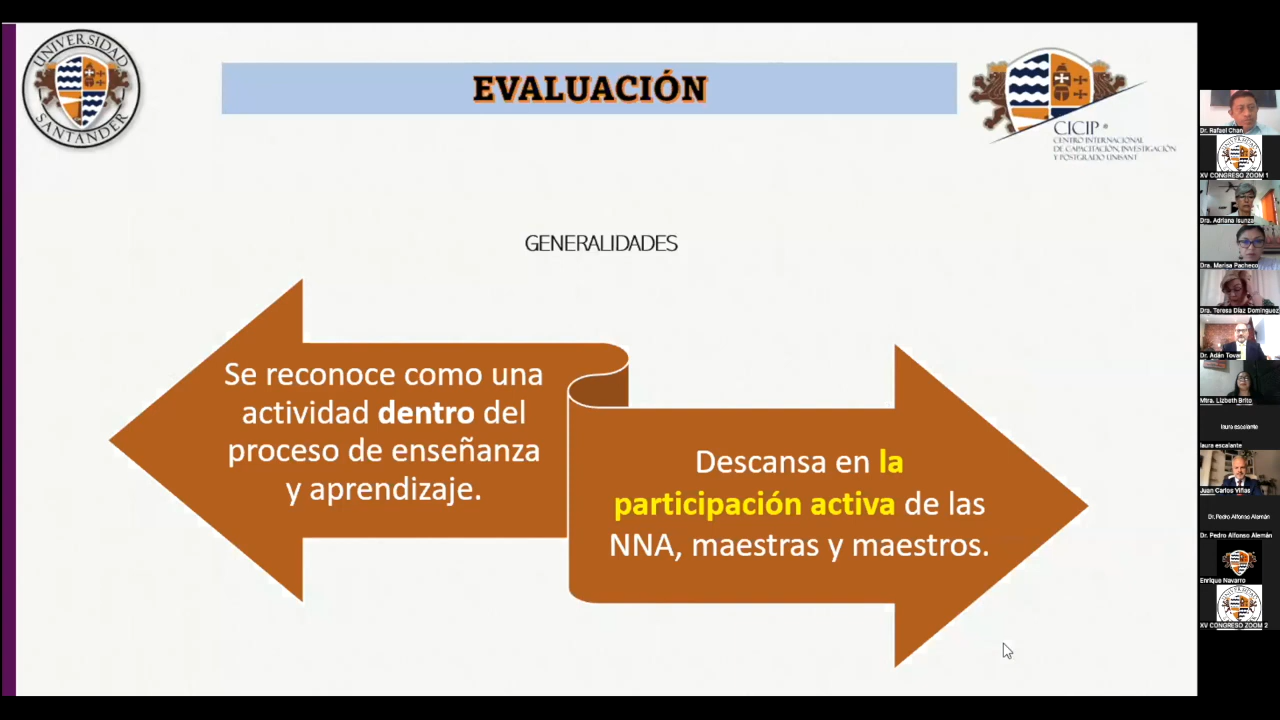 UNIVERSIDAD
SANTANDER
EVALUACIÓN
CICIP ®
CENTRO INTERNACIONAL
DE CAPACITACIÓN, INVESTIGACIÓN
Y POSTGRADO UNISANT
GENERALIDADES
Se reconoce como una
actividad dentro del
proceso de enseñanza
y aprendizaje.
Descansa en la
participación activa de las
NNA, maestras y maestros.
Dr. Rafael Chan
XV CONGRESO ZOOM 1
Dra. Adriana Isunza
Dra. Marisa Pacheco
Dra. Teresa Díaz Domínguez
Dr. Adán Tovar
Mtra. Lizbeth Brito
laura escalante
laura escalante
Juan Carlos Viñas
Dr. Pedro Alfonso Alemán
Dr. Pedro Alfonso Alemán
Enrique Navarro
XV CONGRESO ZOOM 2